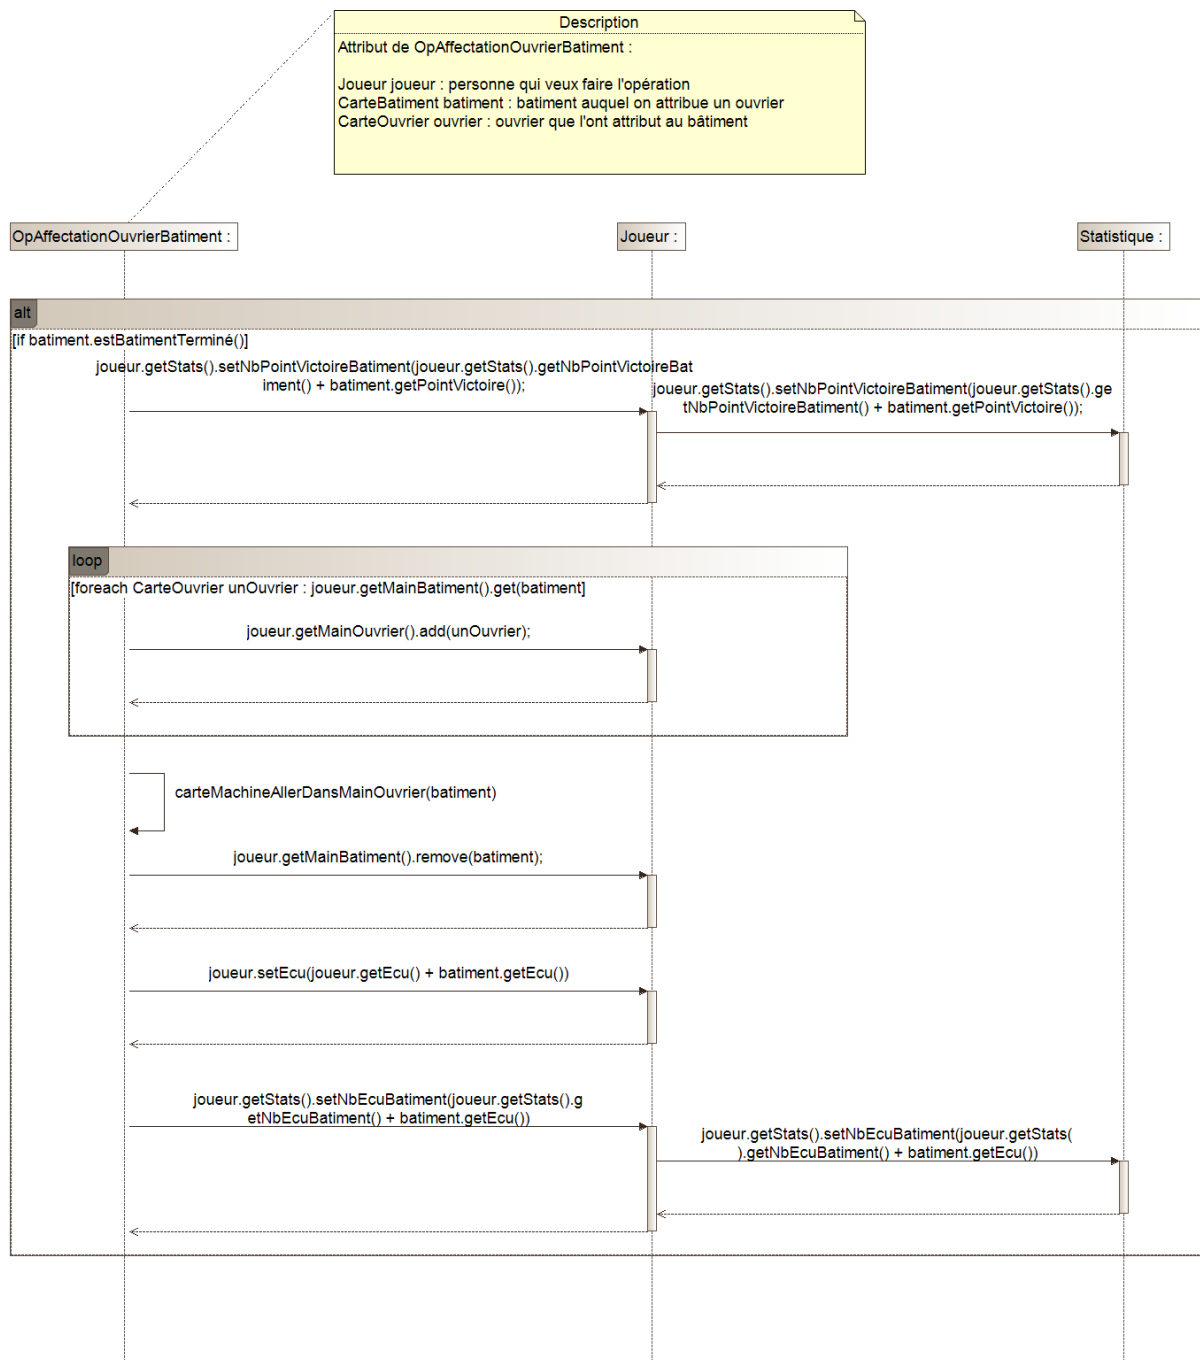 Description
Attribut de OpAffectationOuvrierBatiment :
Joueur joueur : personne qui veux faire l'opération
CarteBatiment batiment : batiment auquel on attribue un ouvrier
CarteOuvrier ouvrier : ouvrier que l'ont attribut au bâtiment
OpAffectationOuvrierBatiment :
Joueur :
Statistique :
alt
[if batiment.estBatimentTerminé()]
joueur.getStats().setNbPointVictoireBatiment(joueur.getStats().getNbPointVictoireBat
iment() + batiment.getPointVictoire());
joueur.getStats().setNbPointVictoireBatiment(joueur.getStats().ge
tNbPointVictoireBatiment() + batiment.getPointVictoire());
loop
[foreach CarteOuvrier unOuvrier : joueur.getMainBatiment().get(batiment]
joueur.getMainOuvrier().add(unOuvrier);
carteMachineAllerDansMainOuvrier(batiment)
joueur.getMainBatiment().remove(batiment);
joueur.setEcu(joueur.getEcu() + batiment.getEcu())
joueur.getStats().setNbEcuBatiment(joueur.getStats().g
etNbEcuBatiment() + batiment.getEcu())
joueur.getStats().setNbEcuBatiment(joueur.getStats(
).getNbEcuBatiment() + batiment.getEcu())